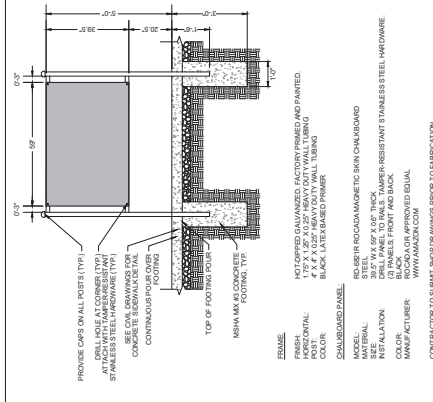 5'-0"
39.5"
20.5"
1'-6"
3'-0"
0'-3"
59"
0'-3"
1'-0"
PROVIDE CAPS ON ALL POSTS (TYP.)
DRILL HOLE AT CORNER (TYP.)
ATTACH WITH TAMPER-RESISTANT
STAINLESS STEEL HARDWARE (TYP.)
SEE CIVIL DRAWINGS FOR
CONCRETE SIDEWALK DETAIL
CONTINUOUS POUR OVER
FOOTING
TOP OF FOOTING POUR
MSHA MIX #3 CONCRETE
FOOTING, TYP.
FRAME:
FINISH: HOT-DIPPED GALVANIZED, FACTORY PRIMED AND PAINTED.
HORIZONTAL: 1.75" X 1.25" X 0.25" HEAVY DUTY WALL TUBING
POST: 4" X 4" X 0.25" HEAVY DUTY WALL TUBING
COLOR: BLACK, LATEX BASED PRIMER
CHALKBOARD PANEL:
MODEL: RD-6821R ROCADA MAGNETIC SKIN CHALKBOARD
MATERIAL: STEEL
SIZE: 39.5" W X 59" X 0.6" THICK
INSTALLATION: DRILL PANEL TO RAILS. TAMPER-RESISTANT STAINLESS STEEL HARDWARE.
(2) PANELS: FRONT AND BACK
COLOR: BLACK
MANUFACTURER: ROCADA OR APPROVED EQUAL
WWW.AMAZON.COM
CONTRACTOR TO SUBMIT SHOP DRAWINGS PRIOR TO FABRICATION